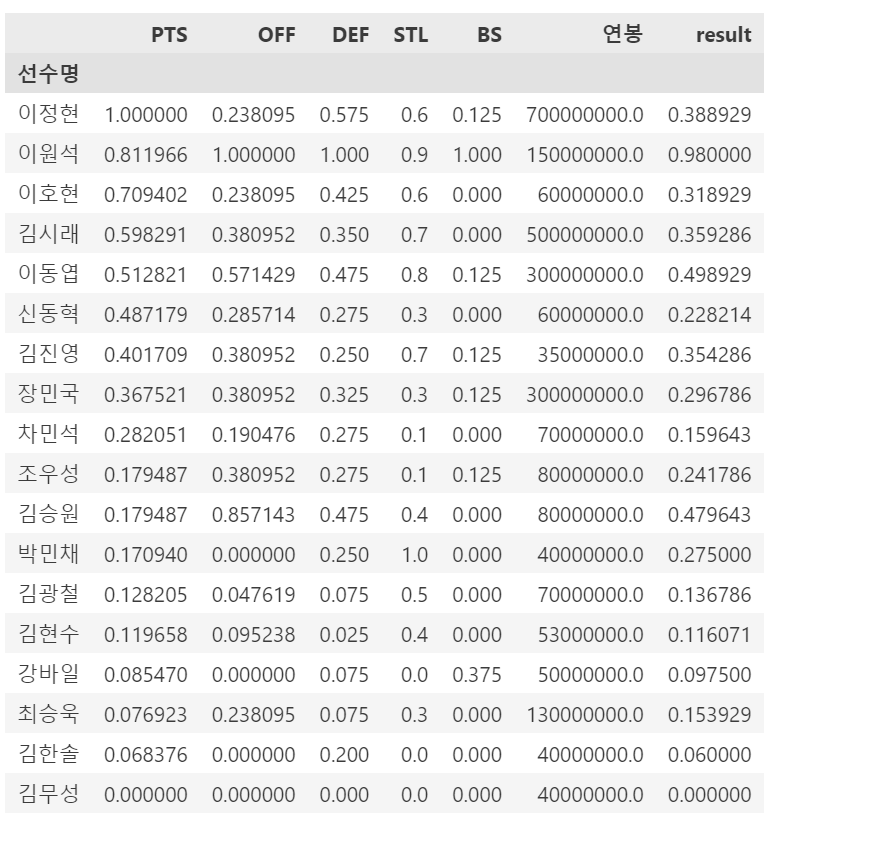 PTS OFF DEF STL BS 연봉 result
선수명
이정현 1.000000 0.238095 0.575 0.6 0.125 700000000.0 0.388929
이원석 0.811966 1.000000 1.000 0.9 1.000 150000000.0 0.980000
이호현 0.709402 0.238095 0.425 0.6 0.000 60000000.0 0.318929
김시래 0.598291 0.380952 0.350 0.7 0.000 500000000.0 0.359286
이동엽 0.512821 0.571429 0.475 0.8 0.125 300000000.0 0.498929
신동혁 0.487179 0.285714 0.275 0.3 0.000 60000000.0 0.228214
김진영 0.401709 0.380952 0.250 0.7 0.125 35000000.0 0.354286
장민국 0.367521 0.380952 0.325 0.3 0.125 300000000.0 0.296786
차민석 0.282051 0.190476 0.275 0.1 0.000 70000000.0 0.159643
조우성 0.179487 0.380952 0.275 0.1 0.125 80000000.0 0.241786
김승원 0.179487 0.857143 0.475 0.4 0.000 80000000.0 0.479643
박민채 0.170940 0.000000 0.250 1.0 0.000 40000000.0 0.275000
김광철 0.128205 0.047619 0.075 0.5 0.000 70000000.0 0.136786
김현수 0.119658 0.095238 0.025 0.4 0.000 53000000.0 0.116071
강바일 0.085470 0.000000 0.075 0.0 0.375 50000000.0 0.097500
최승욱 0.076923 0.238095 0.075 0.3 0.000 130000000.0 0.153929
김한솔 0.068376 0.000000 0.200 0.0 0.000 40000000.0 0.060000
김무성 0.000000 0.000000 0.000 0.0 0.000 40000000.0 0.000000